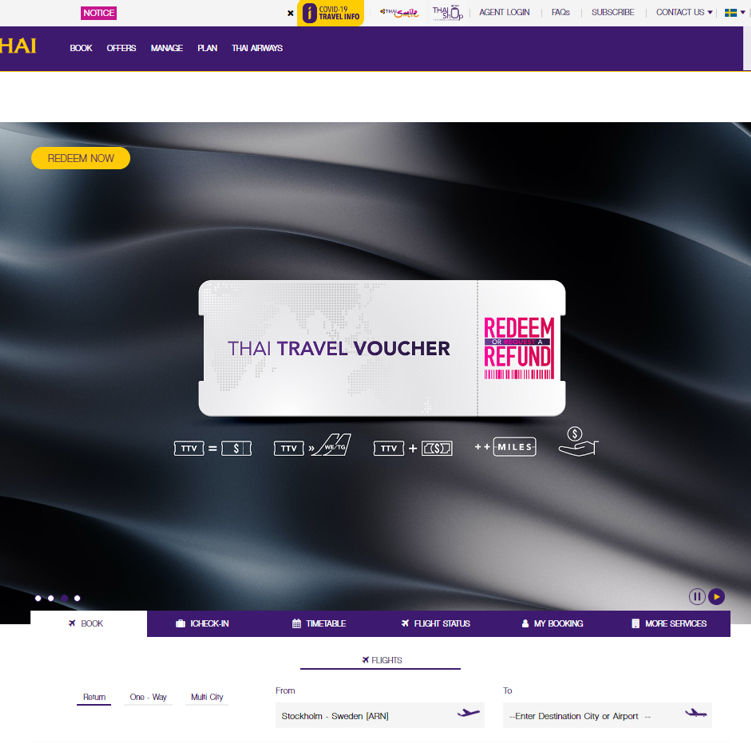 NOTICE
COVID-19
TRAVEL INFO
THAI Smile
THAI ShOp
AGENT LOGIN
FAQs
SUBSCRIBE
CONTACT US
HAI
BOOK
OFFERS
MANAGE
PLAN
THAI AIRWAYS
REDEEM NOW
THAI TRAVEL VOUCHER
REDEEM
OR REQUEST A
REFUND
TTV = $
TTV » WE TG
TTV + ($)
++ MILES
$
BOOK
ICHECK-IN
TIMETABLE
FLIGHT STATUS
MY BOOKING
MORE SERVICES
FLIGHTS
Return
One - Way
Multi City
From
To
Stockholm - Sweden [ARN]
--Enter Destination City or Airport --